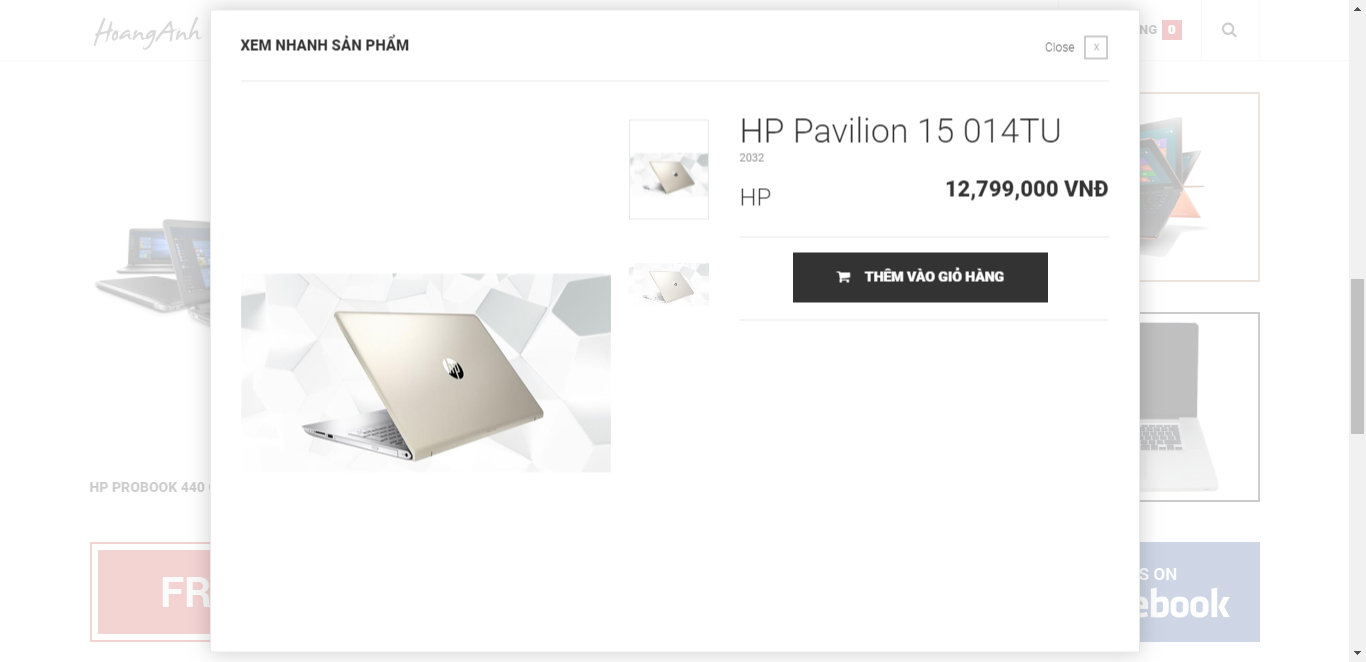 HoangAnh
NG 0
XEM NHANH SẢN PHẨM
Close x
HP Pavilion 15 014TU
2032
HP
12,799,000 VNĐ
THÊM VÀO GIỎ HÀNG
HP PROBOOK 440
FR
S ON
ebook